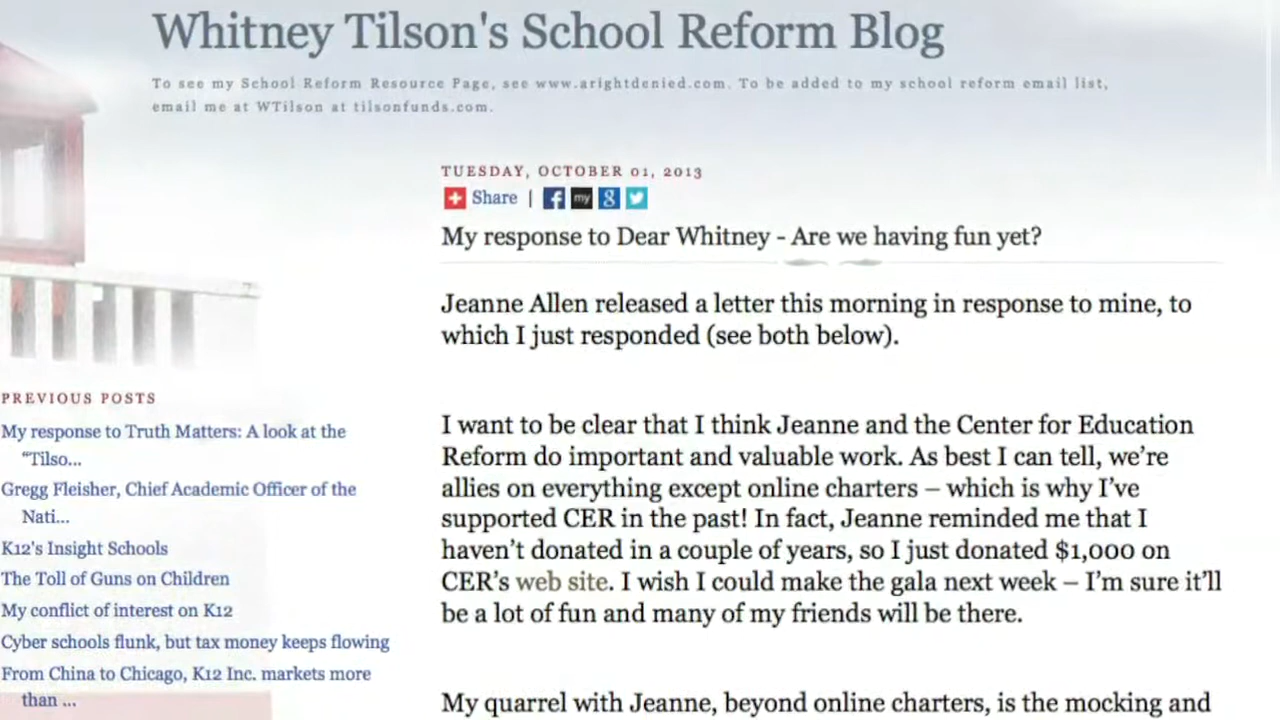 Whitney Tilson's School Reform Blog
To see my School Reform Resource Page, see www.arightdenied.com. To be added to my school reform email list,
email me at WTilson at tilsonfunds.com.
TUESDAY, OCTOBER 01, 2013
Share |
f my g
My response to Dear Whitney - Are we having fun yet?
Jeanne Allen released a letter this morning in response to mine, to
which I just responded (see both below).
I want to be clear that I think Jeanne and the Center for Education
Reform do important and valuable work. As best I can tell, we’re
allies on everything except online charters – which is why I’ve
supported CER in the past! In fact, Jeanne reminded me that I
haven’t donated in a couple of years, so I just donated $1,000 on
CER’s web site. I wish I could make the gala next week – I’m sure it’ll
be a lot of fun and many of my friends will be there.
My quarrel with Jeanne, beyond online charters, is the mocking and
PREVIOUS POSTS
My response to Truth Matters: A look at the
“Tilso...
Gregg Fleisher, Chief Academic Officer of the
Nati...
K12's Insight Schools
The Toll of Guns on Children
My conflict of interest on K12
Cyber schools flunk, but tax money keeps flowing
From China to Chicago, K12 Inc. markets more
than ...